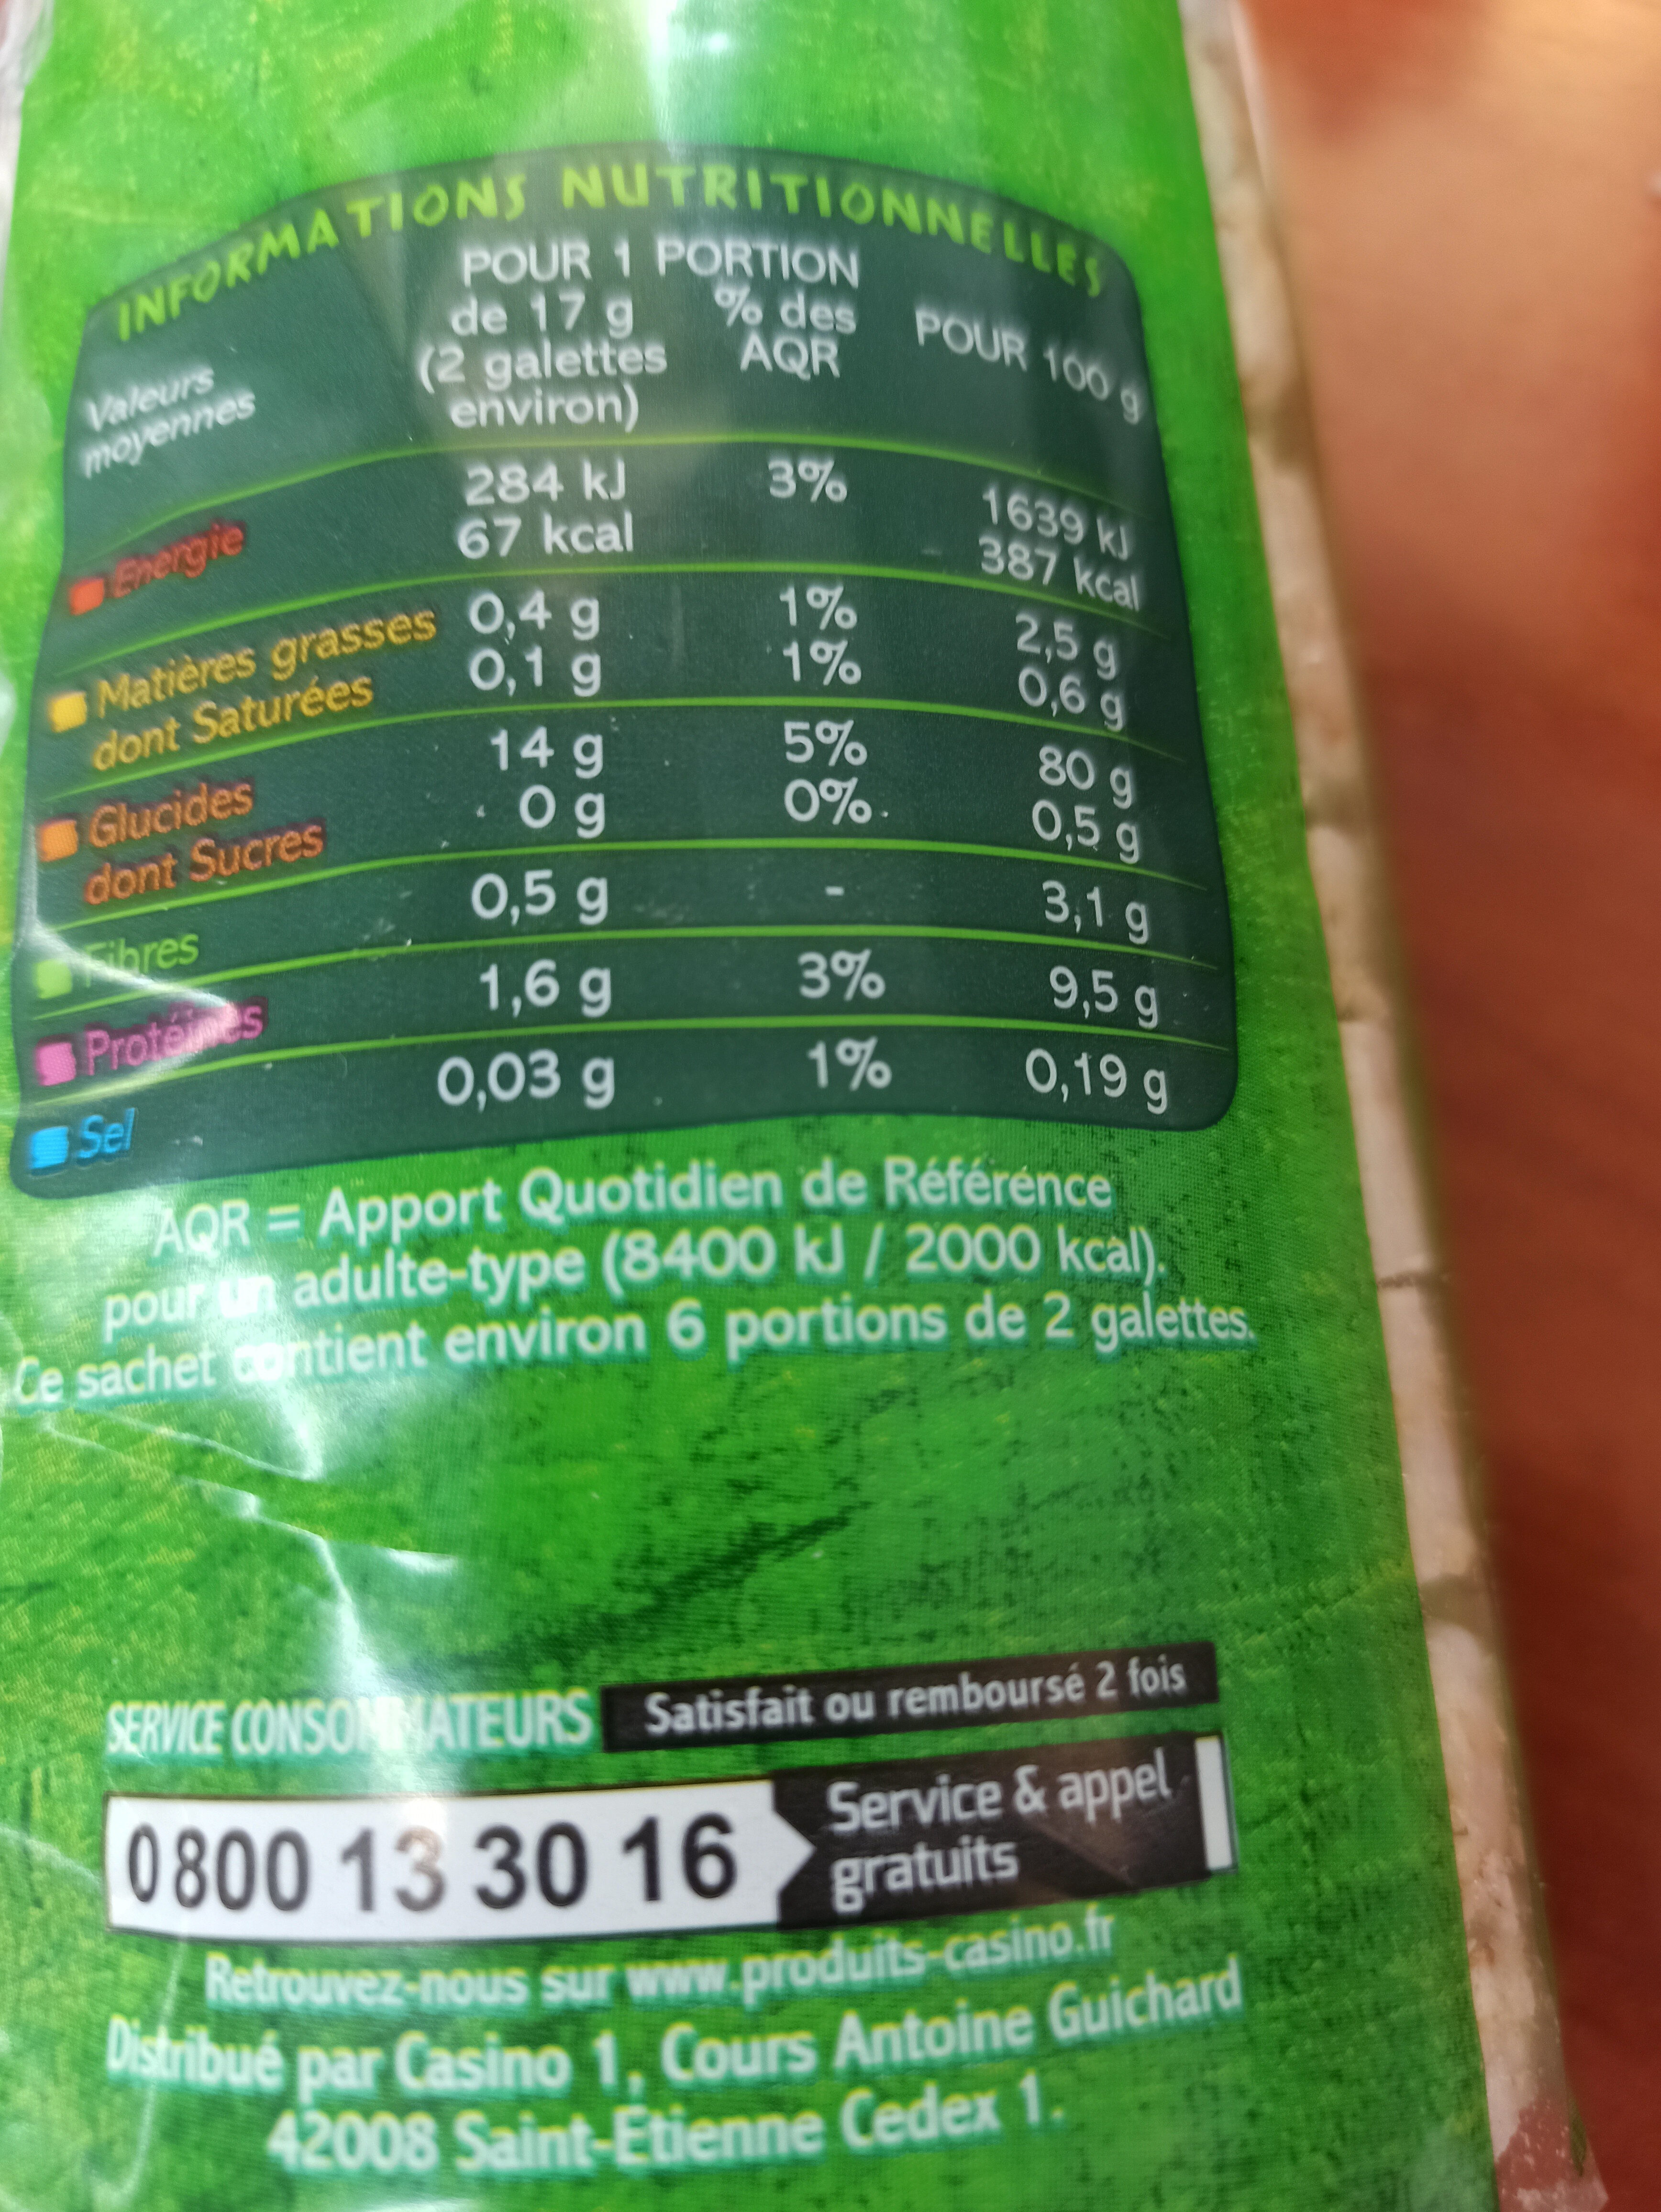 INFORMATIONS NUTRITIONNELLES
Valeurs moyennes
POUR 1 PORTION
de 17 g
(2 galettes
environ)
% des
AQR
POUR 100 g
Energie 284 kJ 3% 1639 kJ
67 kcal 387 kcal
Matières grasses 0,4 g 1% 2,5 g
dont Saturées 0,1 g 1% 0,6 g
Glucides 14 g 5% 80 g
dont Sucres 0 g 0% 0,5 g
Fibres 0,5 g - 3,1 g
Protéines 1,6 g 3% 9,5 g
Sel 0,03 g 1% 0,19 g
AQR = Apport Quotidien de Référence
pour un adulte-type (8400 kJ / 2000 kcal).
Ce sachet contient environ 6 portions de 2 galettes.
SERVICE CONSOMMATEURS Satisfait ou remboursé 2 fois
0 800 13 30 16 Service & appel
gratuits
Retrouvez-nous sur www.produits-casino.fr
Distribué par Casino 1, Cours Antoine Guichard
42008 Saint-Etienne Cedex 1.